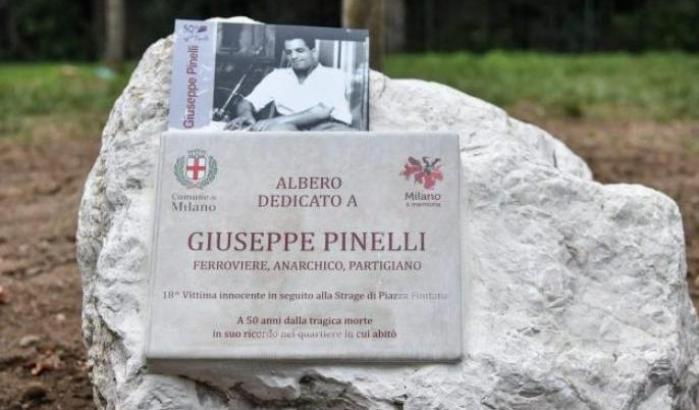 50°
Giuseppe Pinelli
Comune di
Milano
Milano
è memoria
ALBERO
DEDICATO A
GIUSEPPE PINELLI
FERROVIERE, ANARCHICO, PARTIGIANO
18ª Vittima innocente in seguito alla Strage di Piazza Fontana
A 50 anni dalla tragica morte
in suo ricordo nel quartiere in cui abitò